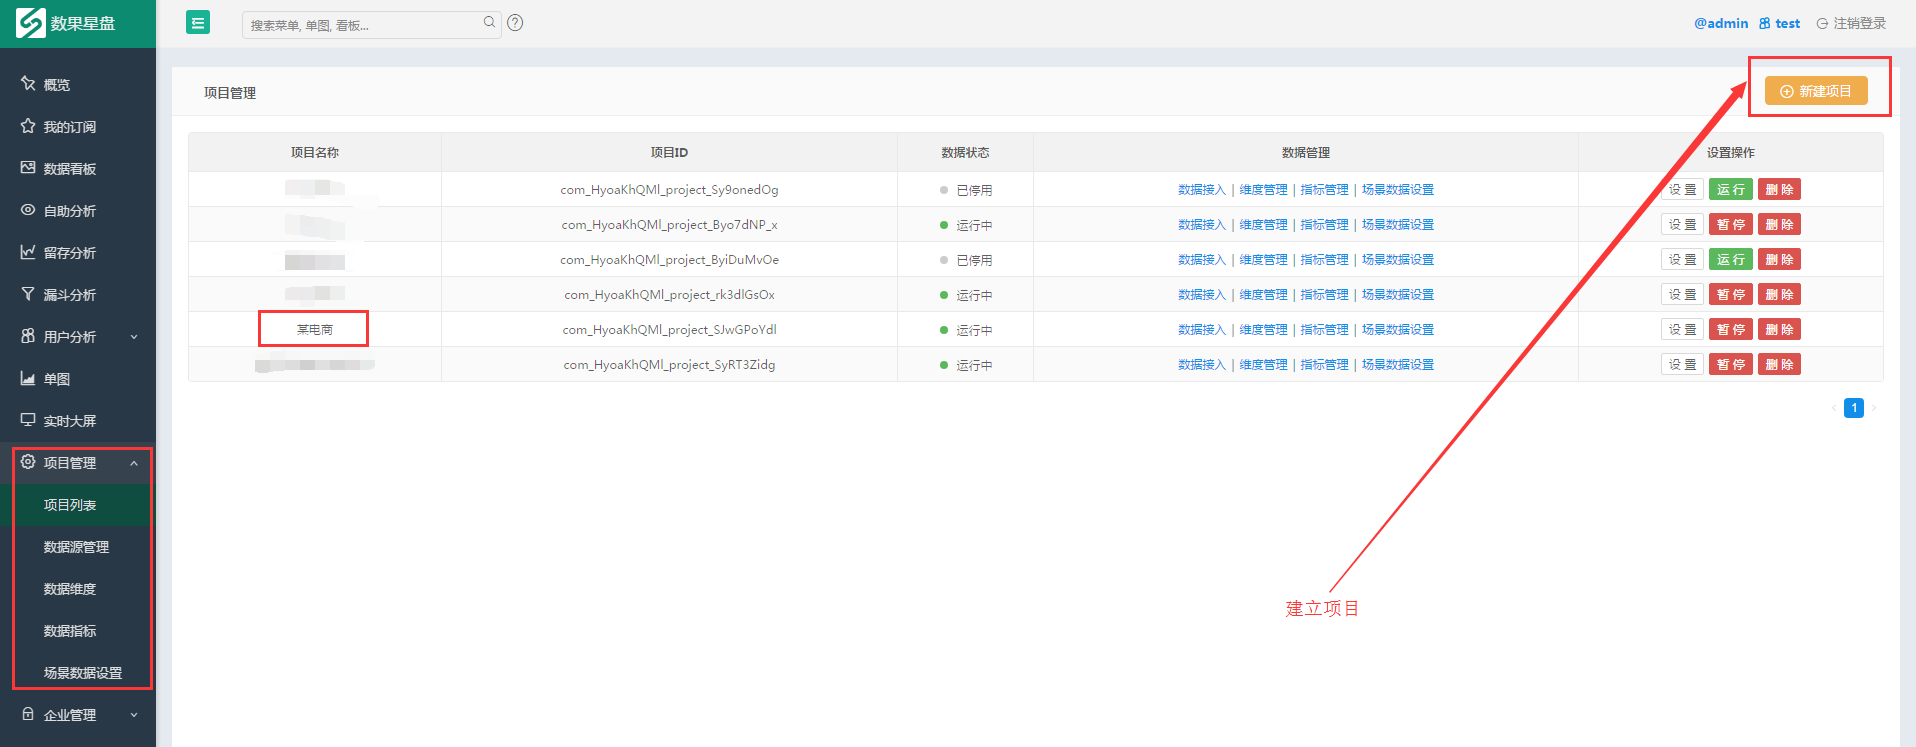 数果星盘
搜索菜单, 单图, 看板...
@admin test 注销登录
概览
我的订阅
数据看板
自助分析
留存分析
漏斗分析
用户分析
单图
实时大屏
项目管理
项目列表
数据源管理
数据维度
数据指标
场景数据设置
企业管理
项目管理
新建项目
项目名称 项目ID 数据状态 数据管理 设置操作
com_HyoaKhQMl_project_Sy9onedOg 已停用 数据接入 | 维度管理 | 指标管理 | 场景数据设置 设 置 运 行 删 除
com_HyoaKhQMl_project_Byo7dNP_x 运行中 数据接入 | 维度管理 | 指标管理 | 场景数据设置 设 置 暂 停 删 除
com_HyoaKhQMl_project_ByiDuMvOe 已停用 数据接入 | 维度管理 | 指标管理 | 场景数据设置 设 置 运 行 删 除
com_HyoaKhQMl_project_rk3dlGsOx 运行中 数据接入 | 维度管理 | 指标管理 | 场景数据设置 设 置 暂 停 删 除
某电商 com_HyoaKhQMl_project_SJwGPoYdl 运行中 数据接入 | 维度管理 | 指标管理 | 场景数据设置 设 置 暂 停 删 除
com_HyoaKhQMl_project_SyRT3Zidg 运行中 数据接入 | 维度管理 | 指标管理 | 场景数据设置 设 置 暂 停 删 除
1
建立项目